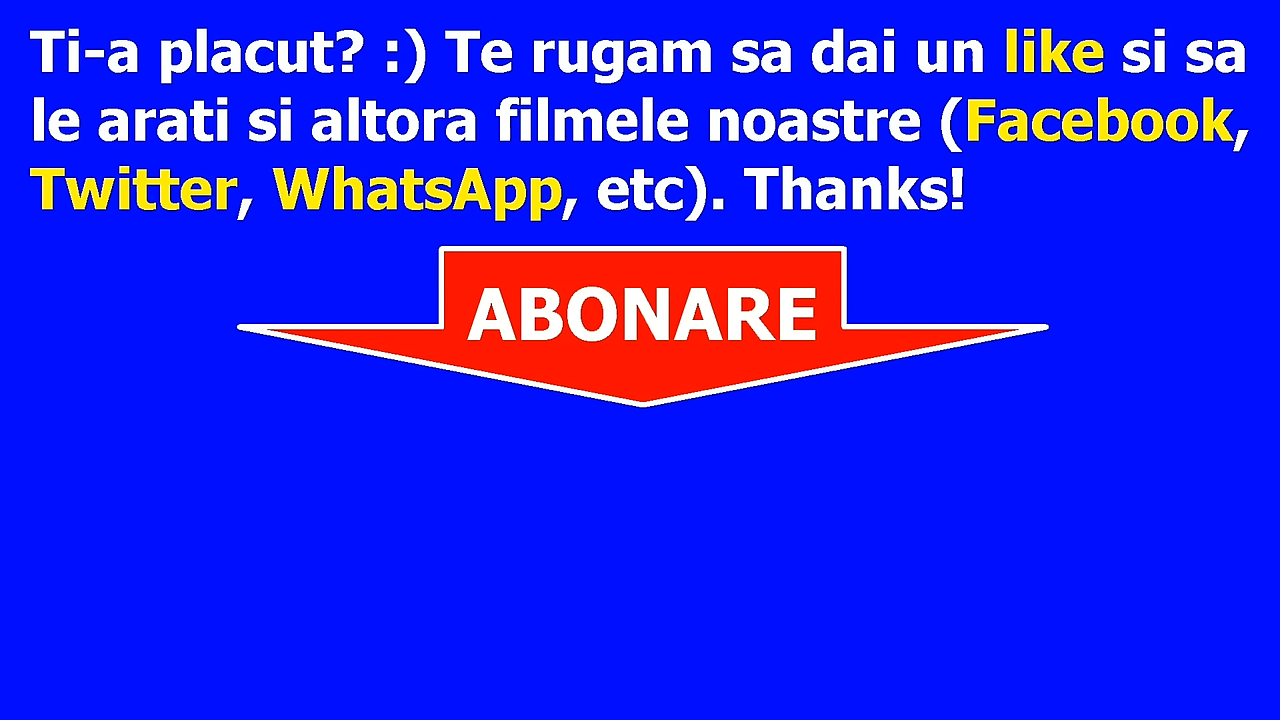 Ti-a placut? :) Te rugam sa dai un like si sa
le arati si altora filmele noastre (Facebook,
Twitter, WhatsApp, etc). Thanks!
ABONARE